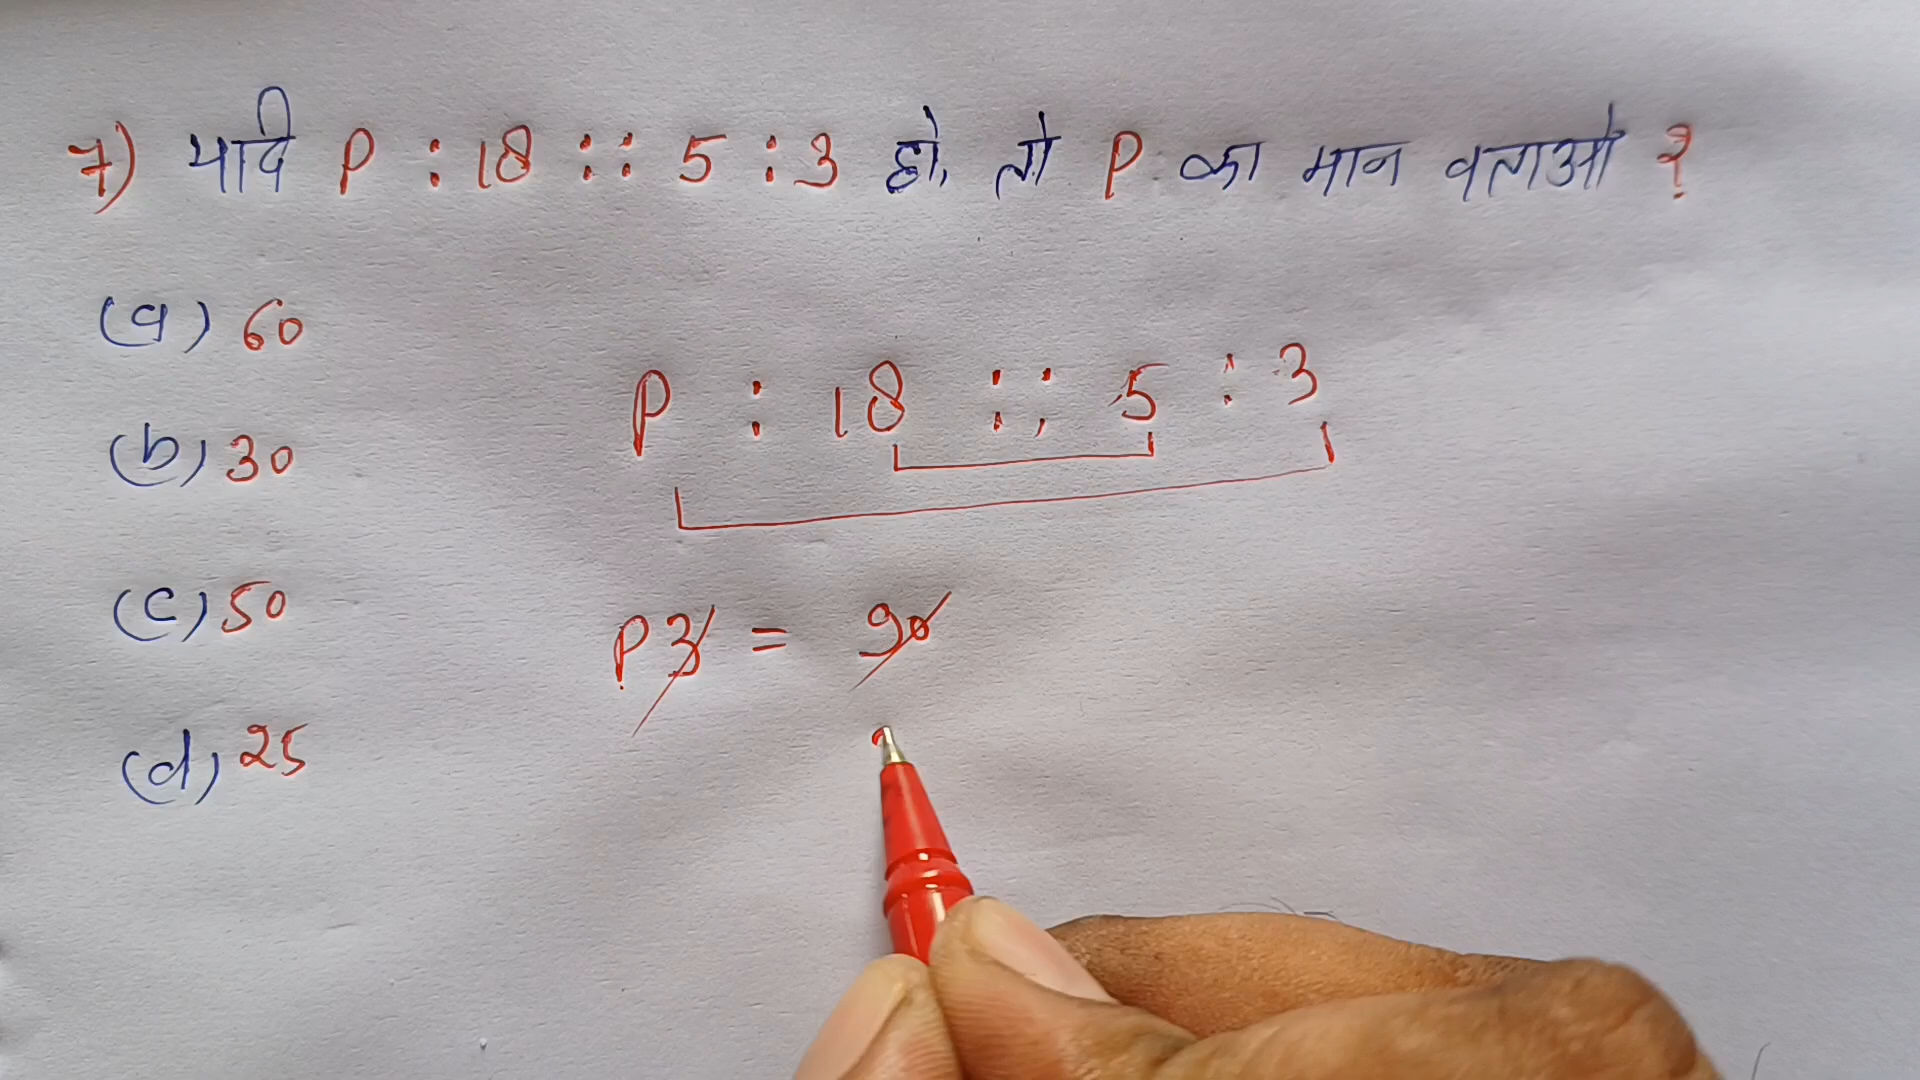 7) यदि P : 18 :: 5 : 3 हो, तो P का मान बताओ ?
(a) 60
(b) 30
(c) 50
(d) 25
P : 18 :: 5 : 3
P3 = 90